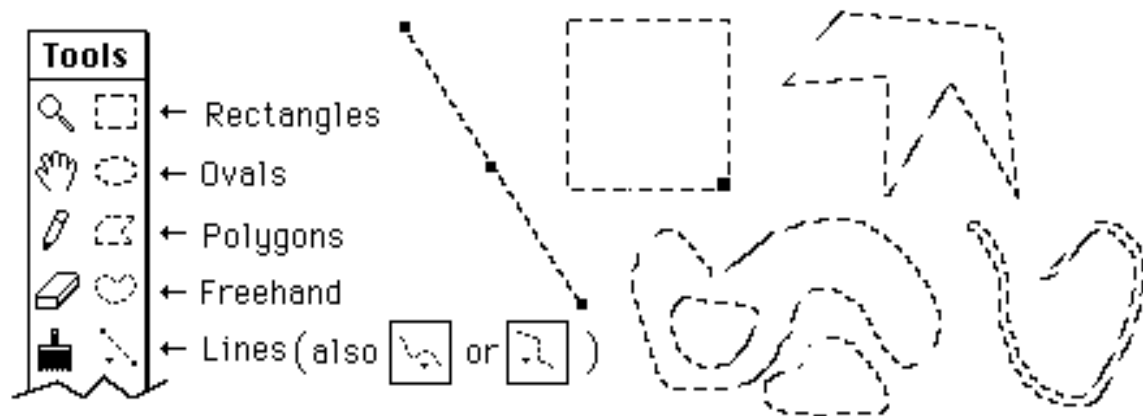 Tools
← Rectangles
← Ovals
← Polygons
← Freehand
← Lines (also or )